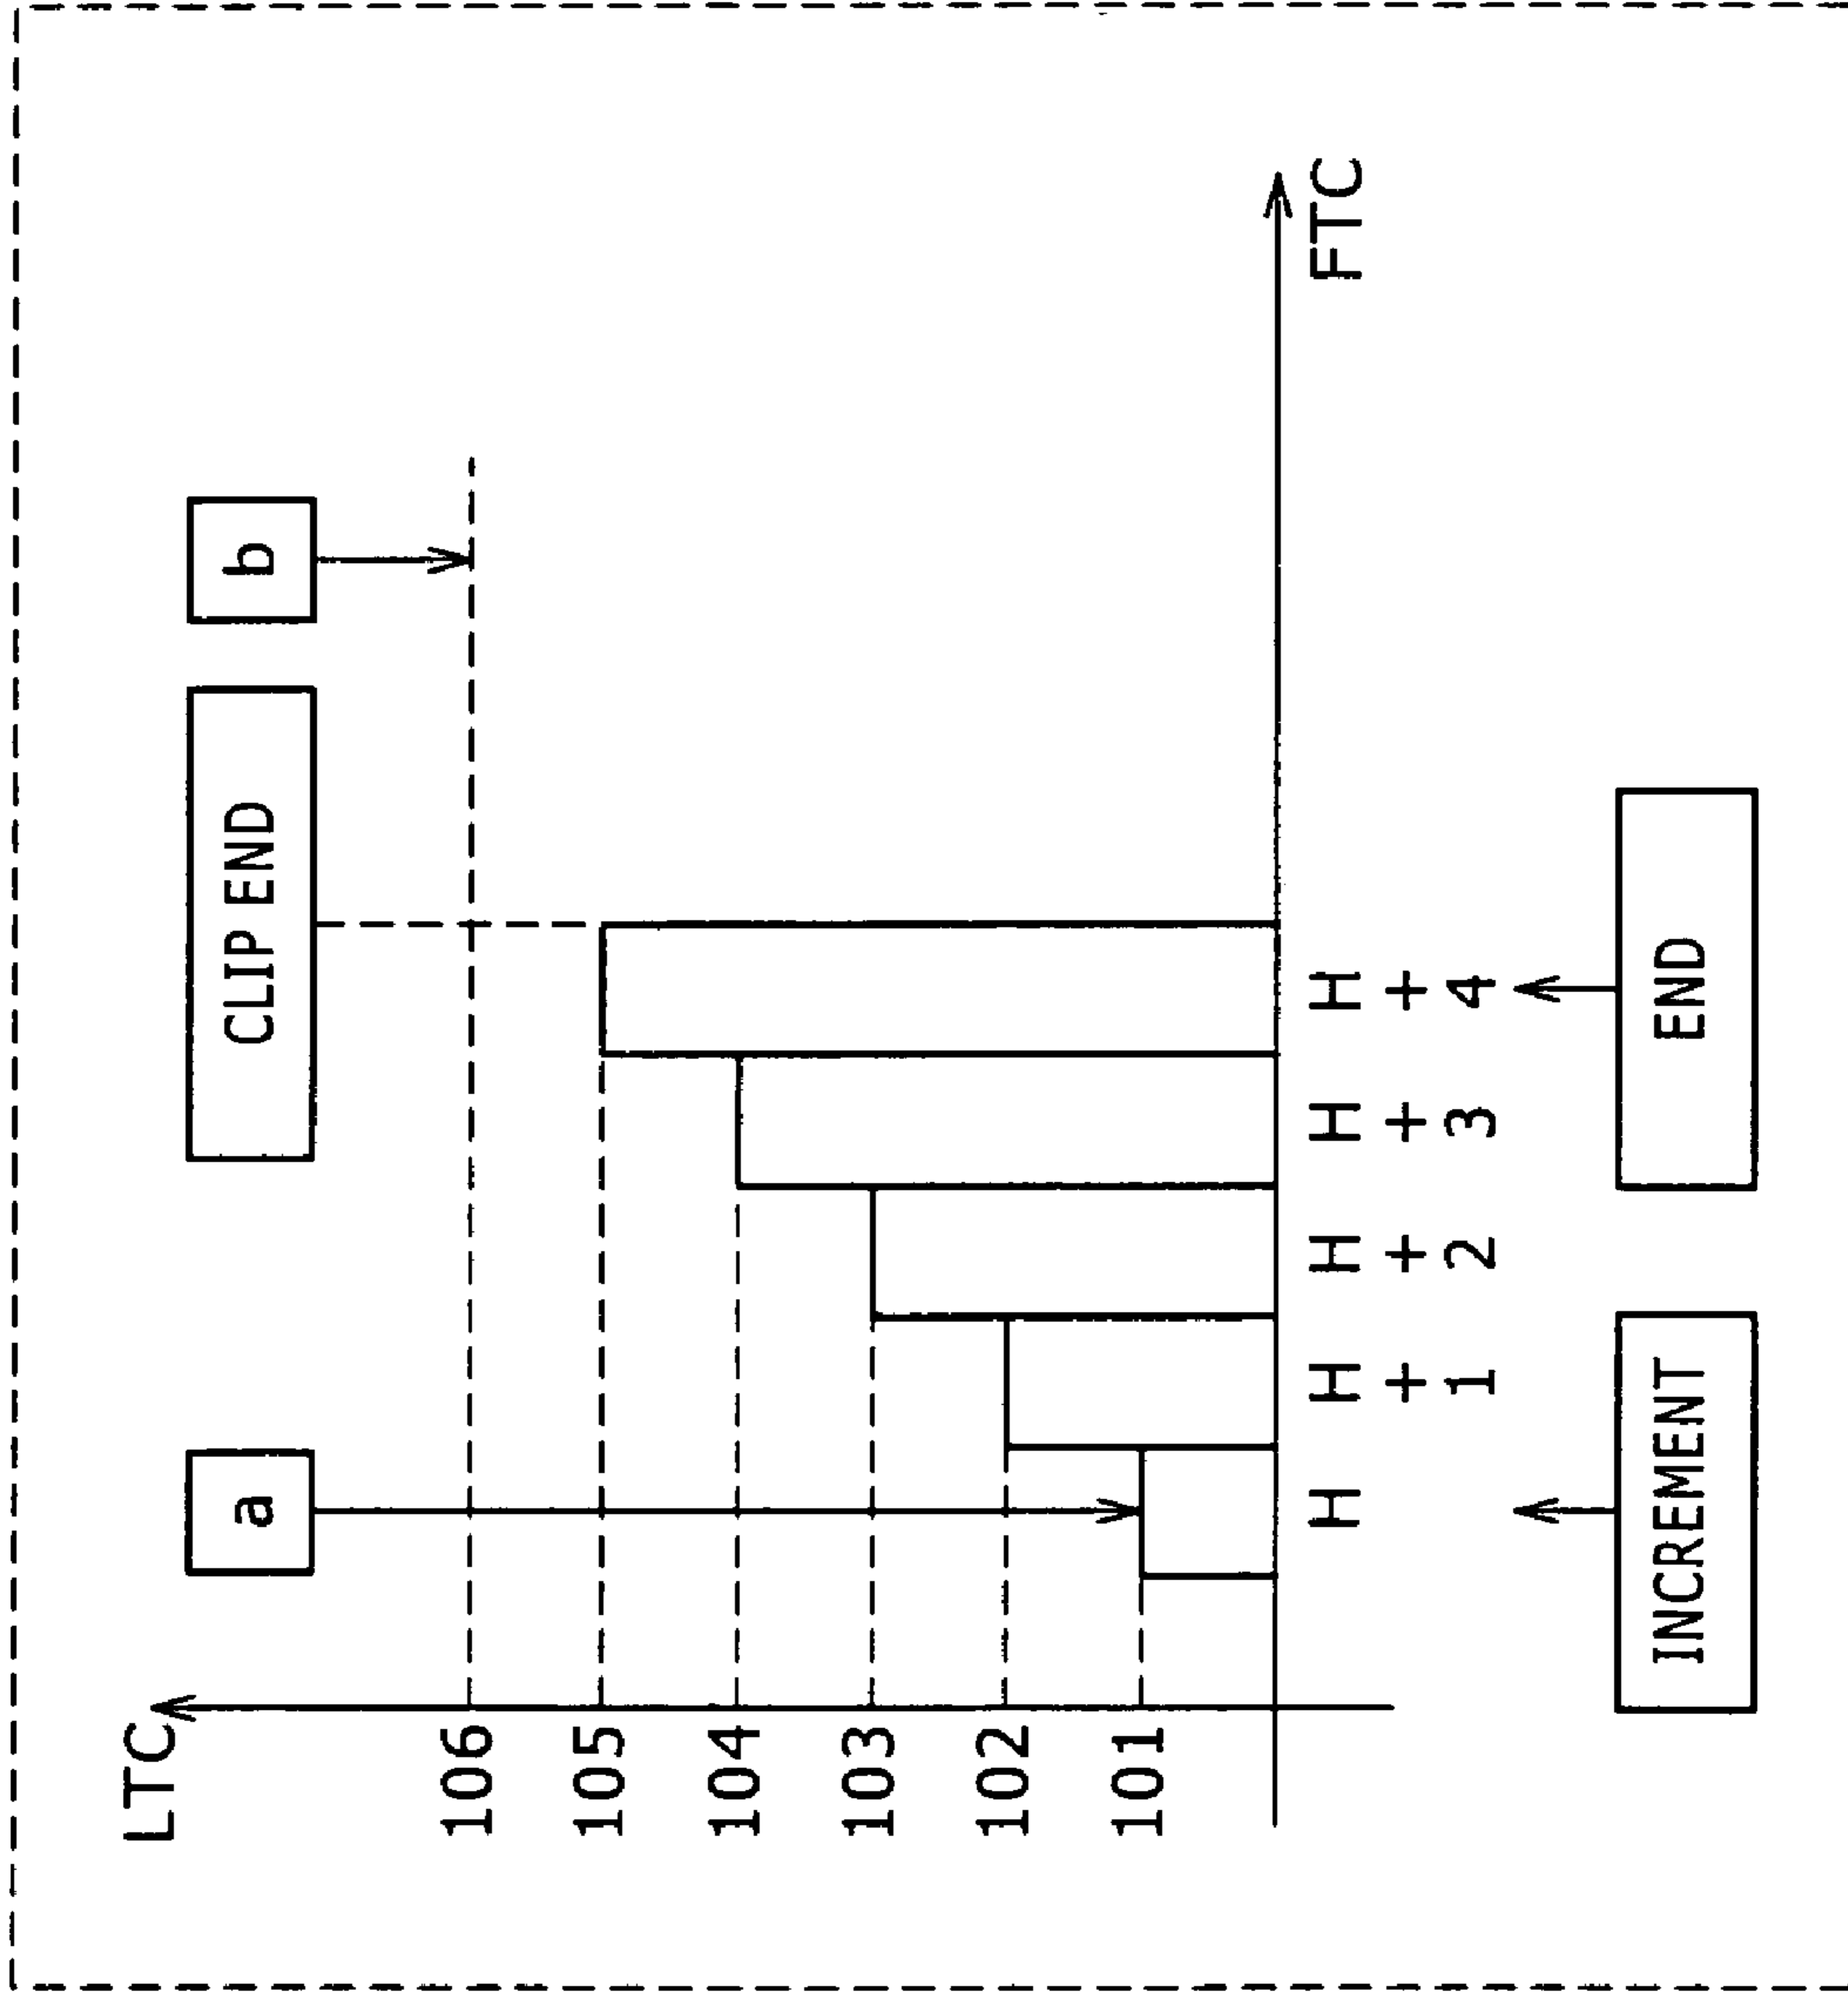 LTC
a
CLIP END
b
106
105
104
103
102
101
H
H
+
1
H
+
2
H
+
3
H
+
4
FTC
INCREMENT
END